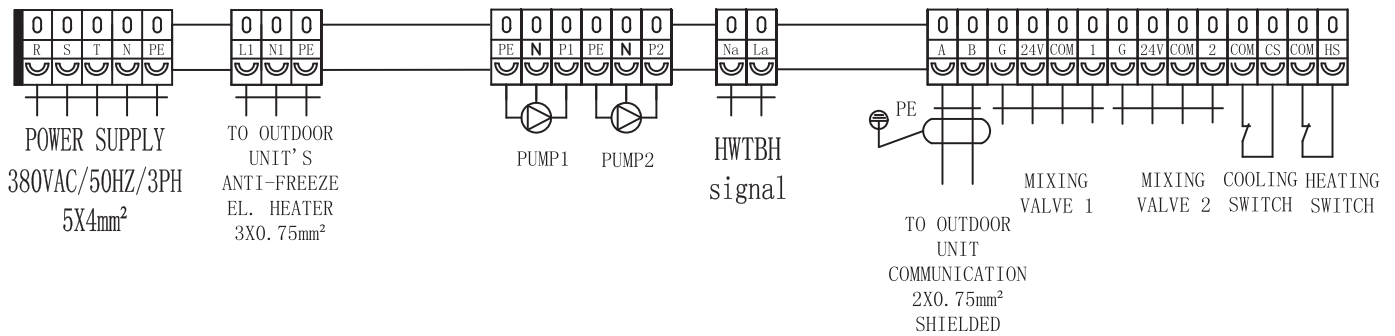 0 0 0 0 0 0 0 0 0 0 0 0 0 0 0 0 0 0 0 0 0 0 0 0 0 0 0 0 0 0
R S T N PE L1 N1 PE PE N P1 PE N P2 Na La A B G 24V COM 1 G 24V COM 2 COM CS COM HS
POWER SUPPLY
380VAC/50HZ/3PH
5X4mm²
TO OUTDOOR
UNIT'S
ANTI-FREEZE
EL. HEATER
3X0.75mm²
PUMP1
PUMP2
HWTBH
signal
PE
TO OUTDOOR
UNIT
COMMUNICATION
2X0.75mm²
SHIELDED
MIXING
VALVE 1
MIXING
VALVE 2
COOLING
SWITCH
HEATING
SWITCH